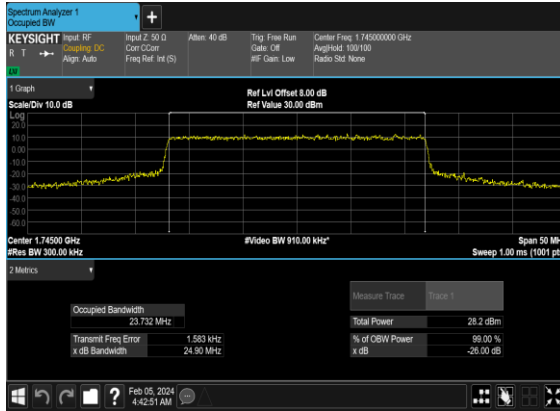 Spectrum Analyzer 1
Occupied BW
KEYSIGHT
R T
LV
Input: RF
Coupling: DC
Align: Auto
Input Z: 50 Ω
Corr CCorr
Freq Ref: Int (S)
Atten: 40 dB
Trig: Free Run
Gate: Off
#IF Gain: Low
Center Freq: 1.745000000 GHz
Avg|Hold: 100/100
Radio Std: None
1 Graph
Scale/Div 10.0 dB
Ref Lvl Offset 8.00 dB
Ref Value 30.00 dBm
Log
20.0
10.0
0.00
-10.0
-20.0
-30.0
-40.0
-50.0
-60.0
Center 1.74500 GHz
#Res BW 300.00 kHz
#Video BW 910.00 kHz*
Span 50 MH
Sweep 1.00 ms (1001 pt
2 Metrics
Measure Trace Trace 1
Occupied Bandwidth
23.732 MHz
Total Power 28.2 dBm
Transmit Freq Error 1.583 kHz
% of OBW Power 99.00 %
x dB Bandwidth 24.90 MHz
x dB -26.00 dB
Feb 05, 2024
4:42:51 AM